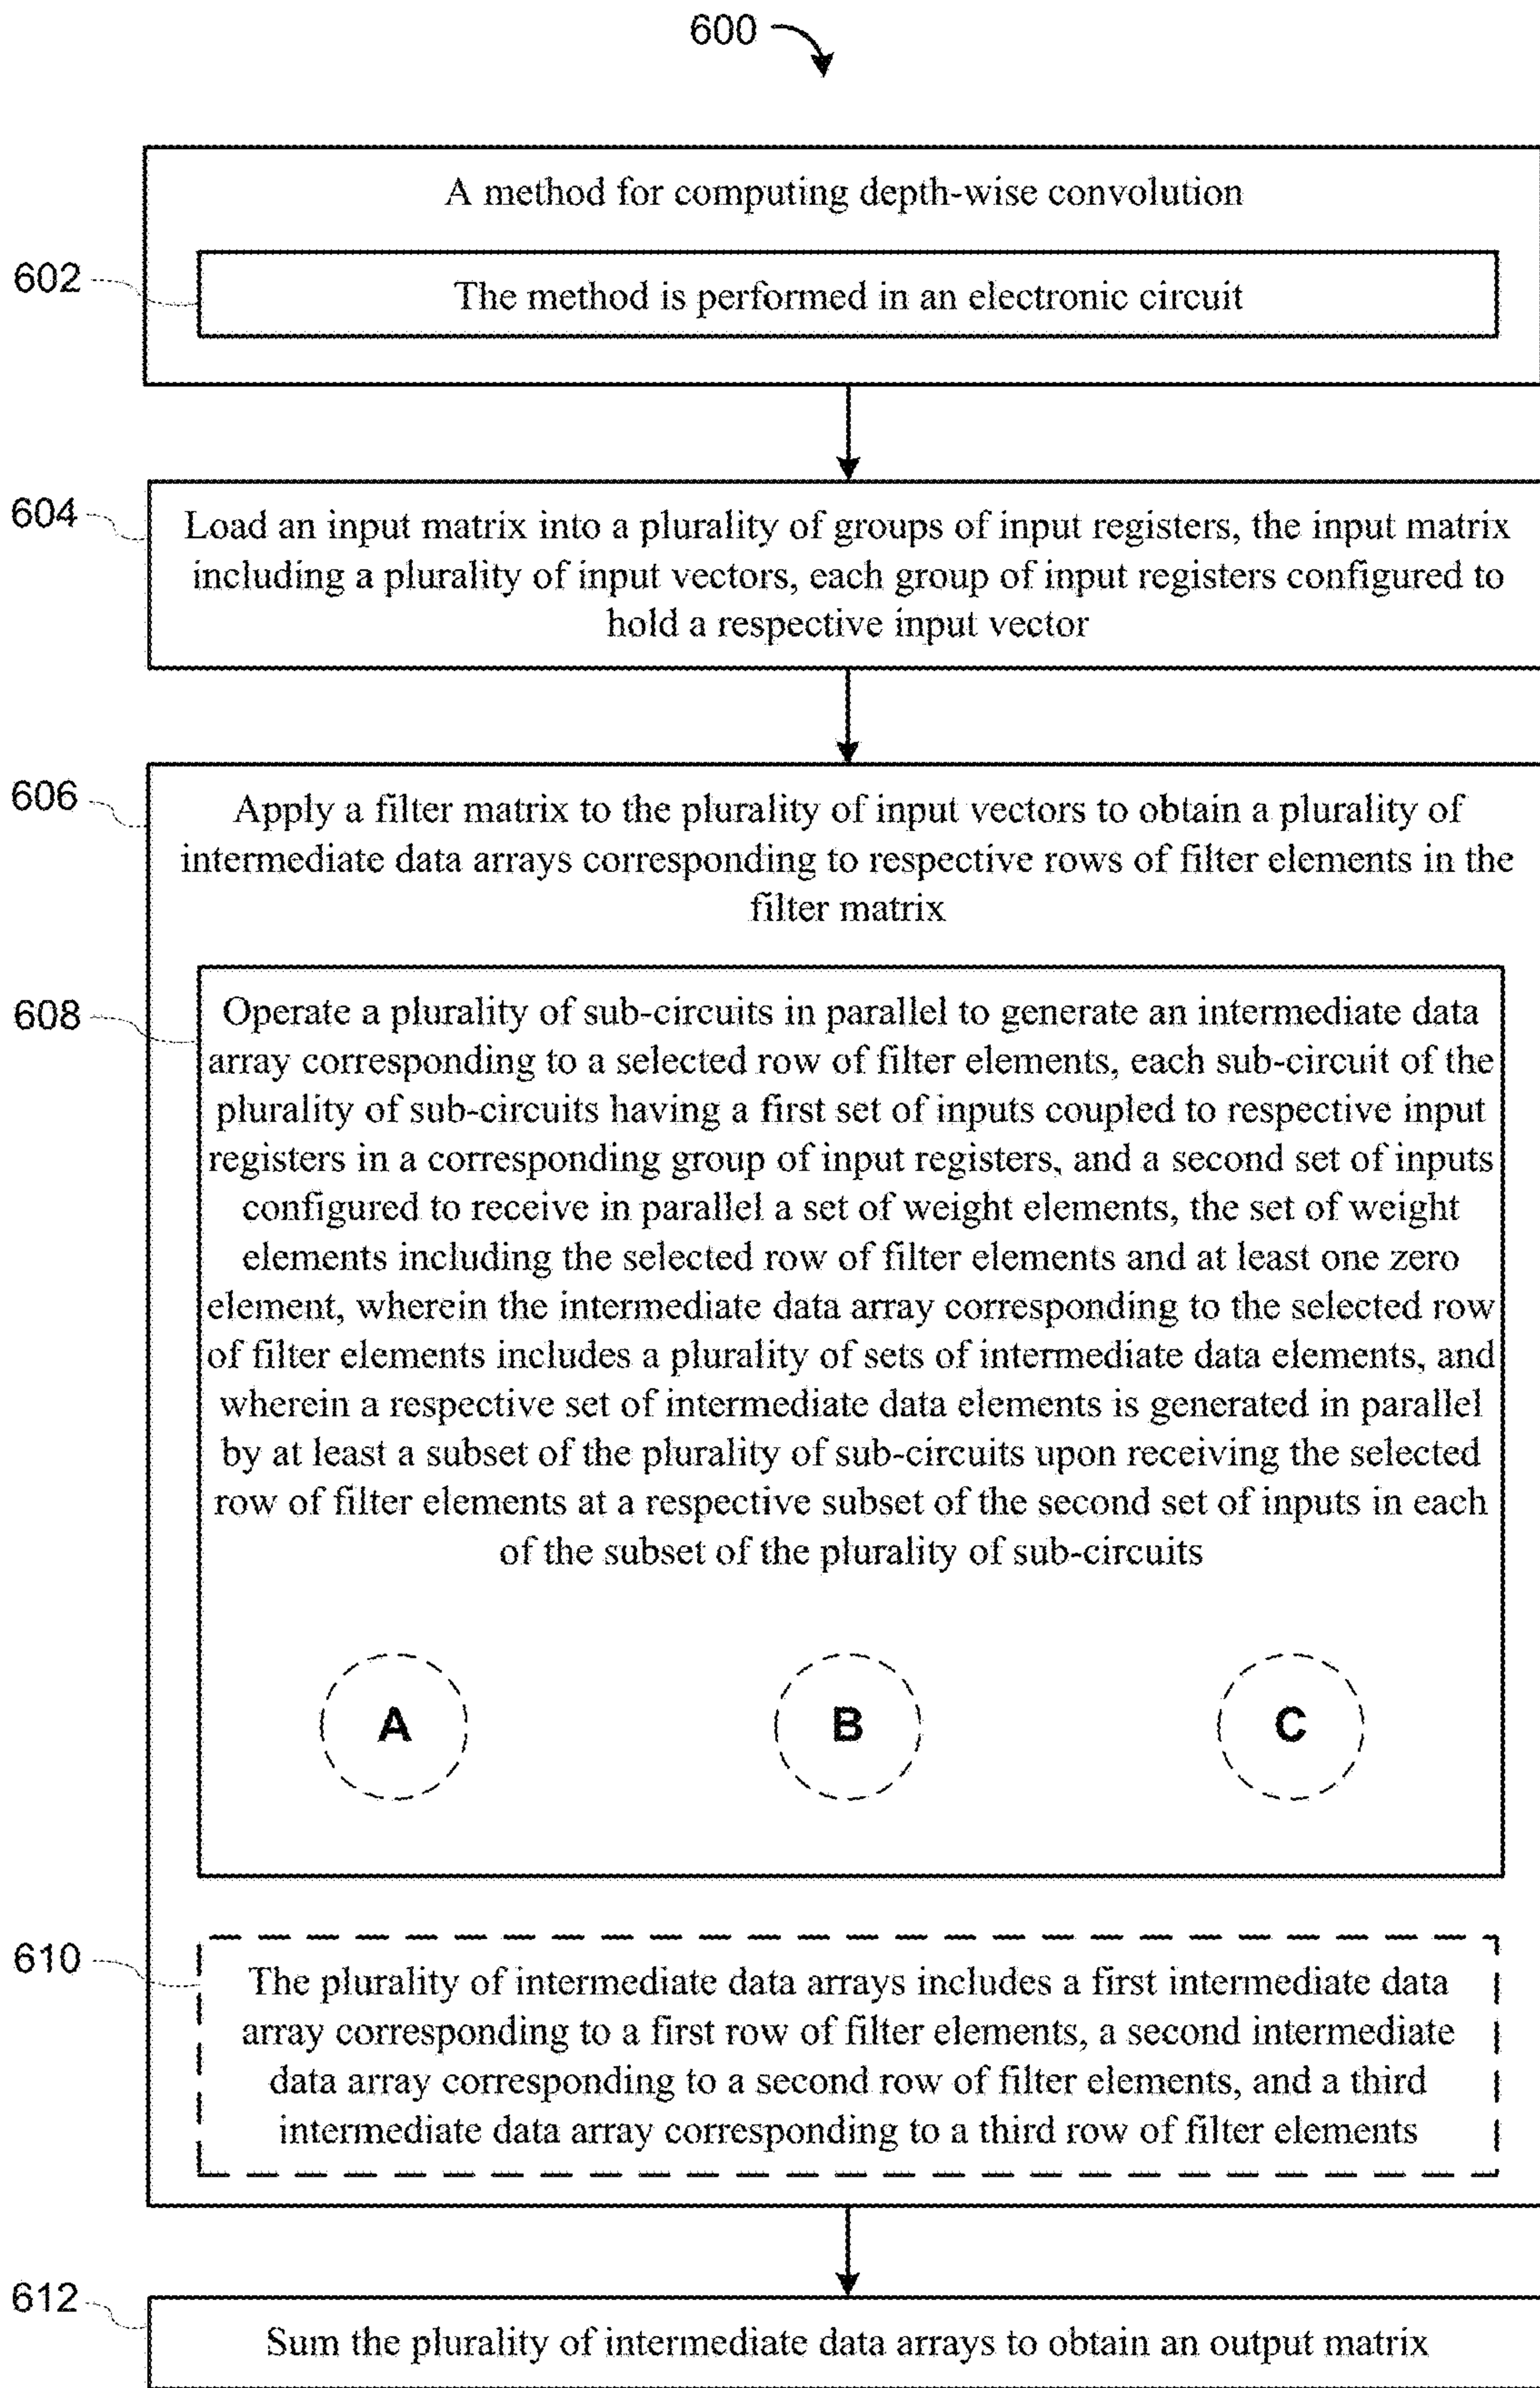 600
A method for computing depth-wise convolution
602
The method is performed in an electronic circuit
604
Load an input matrix into a plurality of groups of input registers, the input matrix
including a plurality of input vectors, each group of input registers configured to
hold a respective input vector
606
Apply a filter matrix to the plurality of input vectors to obtain a plurality of
intermediate data arrays corresponding to respective rows of filter elements in the
filter matrix
608
Operate a plurality of sub-circuits in parallel to generate an intermediate data
array corresponding to a selected row of filter elements, each sub-circuit of the
plurality of sub-circuits having a first set of inputs coupled to respective input
registers in a corresponding group of input registers, and a second set of inputs
configured to receive in parallel a set of weight elements, the set of weight
elements including the selected row of filter elements and at least one zero
element, wherein the intermediate data array corresponding to the selected row
of filter elements includes a plurality of sets of intermediate data elements, and
wherein a respective set of intermediate data elements is generated in parallel
by at least a subset of the plurality of sub-circuits upon receiving the selected
row of filter elements at a respective subset of the second set of inputs in each
of the subset of the plurality of sub-circuits
A B C
610
The plurality of intermediate data arrays includes a first intermediate data
array corresponding to a first row of filter elements, a second intermediate
data array corresponding to a second row of filter elements, and a third
intermediate data array corresponding to a third row of filter elements
612
Sum the plurality of intermediate data arrays to obtain an output matrix